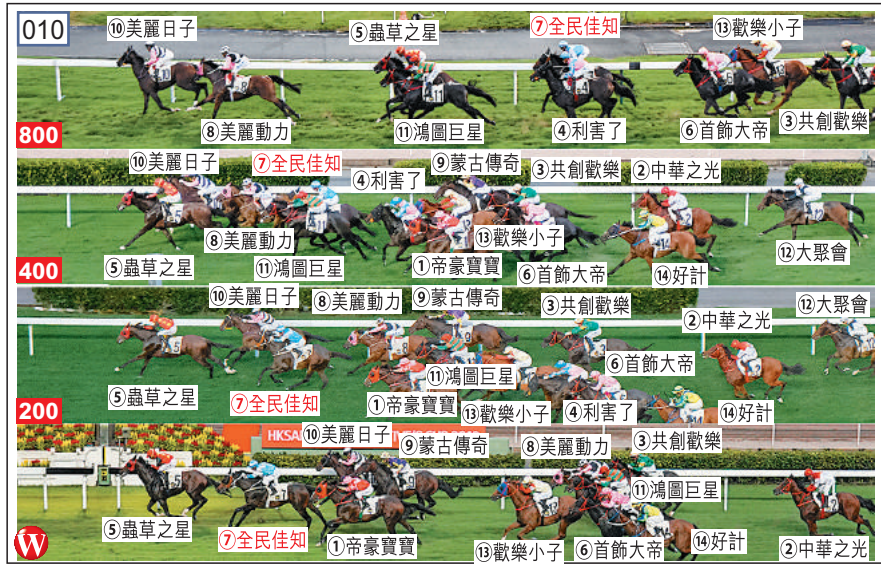 010
⑩美麗日子
⑤蟲草之星
⑦全民佳知
⑬歡樂小子
⑧美麗動力
⑪鴻圖巨星
④利害了
⑥首飾大帝
③共創歡樂
800
⑩美麗日子
⑦全民佳知
④利害了
⑨蒙古傳奇
③共創歡樂
②中華之光
⑤蟲草之星
⑧美麗動力
⑪鴻圖巨星
①帝豪寶寶
⑬歡樂小子
⑥首飾大帝
⑭好計
⑫大聚會
400
⑩美麗日子
⑧美麗動力
⑨蒙古傳奇
③共創歡樂
②中華之光
⑫大聚會
⑤蟲草之星
⑦全民佳知
①帝豪寶寶
⑪鴻圖巨星
⑬歡樂小子
④利害了
⑥首飾大帝
⑭好計
200
HKSA
⑩美麗日子
⑨蒙古傳奇
⑧美麗動力
③共創歡樂
⑪鴻圖巨星
⑤蟲草之星
⑦全民佳知
①帝豪寶寶
⑬歡樂小子
⑥首飾大帝
⑭好計
②中華之光
W